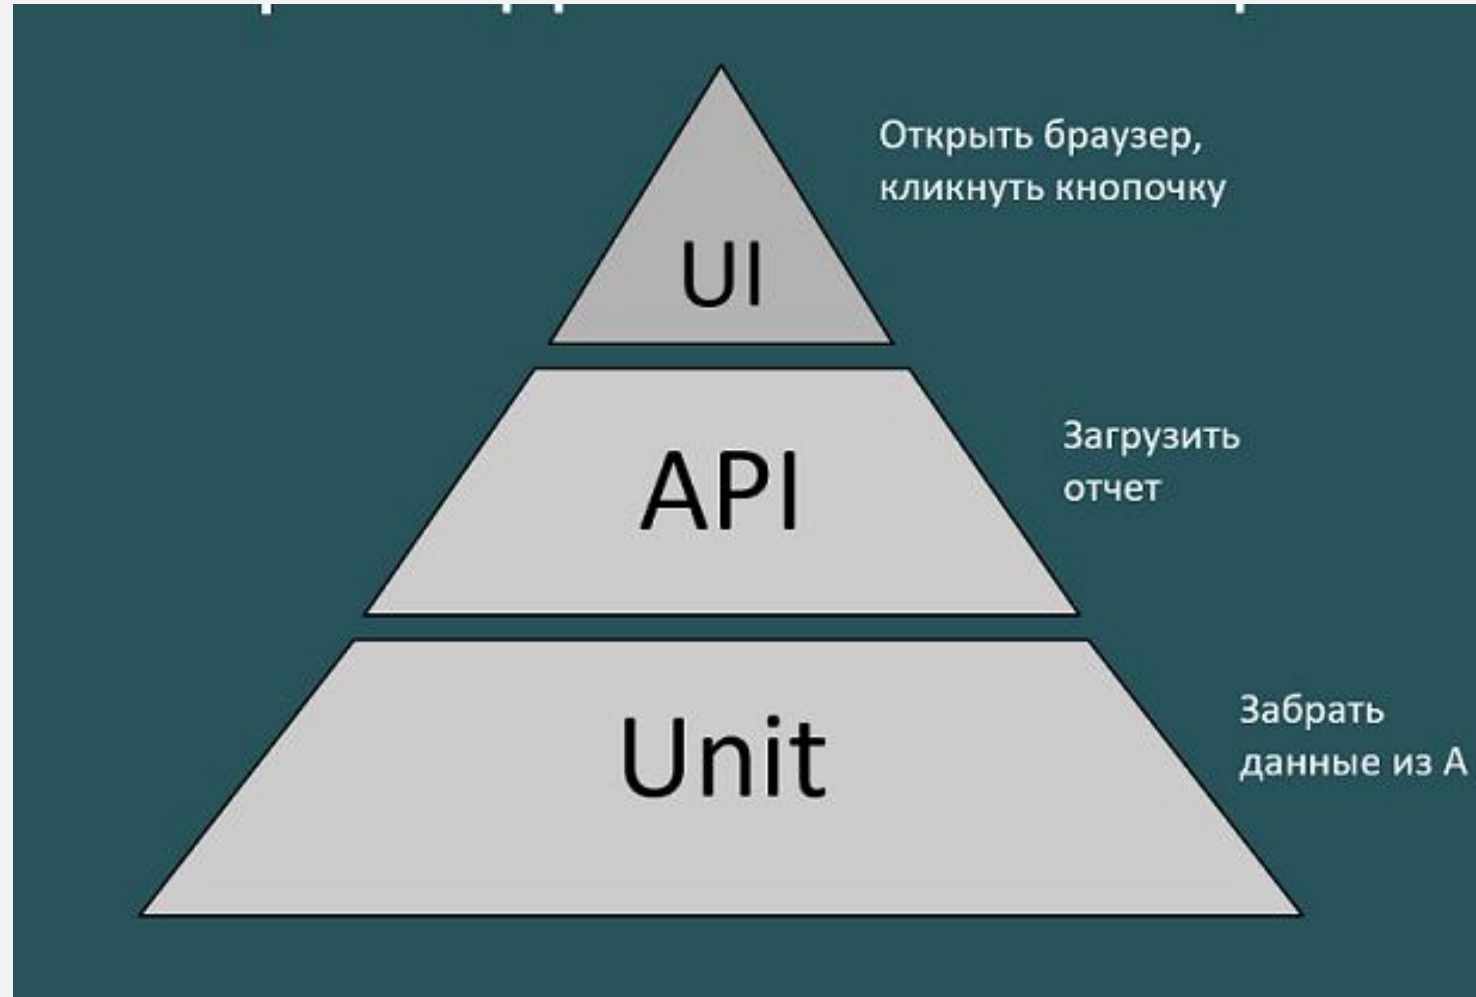 Открыть браузер,
кликнуть кнопочку
UI
Загрузить
отчет
API
Забрать
данные из А
Unit